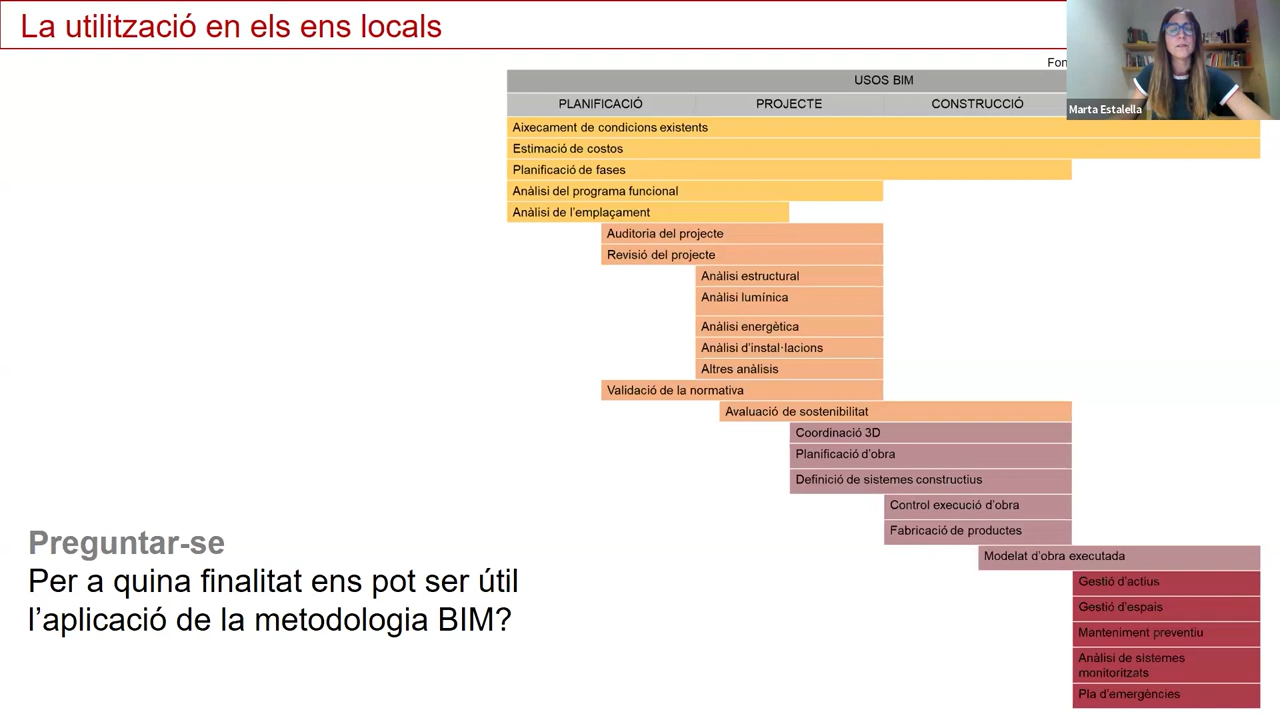 La utilització en els ens locals
Fon
Marta Estalella
USOS BIM
PLANIFICACIÓ PROJECTE CONSTRUCCIÓ
Aixecament de condicions existents
Estimació de costos
Planificació de fases
Anàlisi del programa funcional
Anàlisi de l'emplaçament
Auditoria del projecte
Revisió del projecte
Anàlisi estructural
Anàlisi lumínica
Anàlisi energètica
Anàlisi d'instal·lacions
Altres anàlisis
Validació de la normativa
Avaluació de sostenibilitat
Coordinació 3D
Planificació d'obra
Definició de sistemes constructius
Control execució d'obra
Fabricació de productes
Modelat d'obra executada
Gestió d'actius
Gestió d'espais
Manteniment preventiu
Anàlisi de sistemes
monitoritzats
Pla d'emergències
Preguntar-se
Per a quina finalitat ens pot ser útil
l'aplicació de la metodologia BIM?